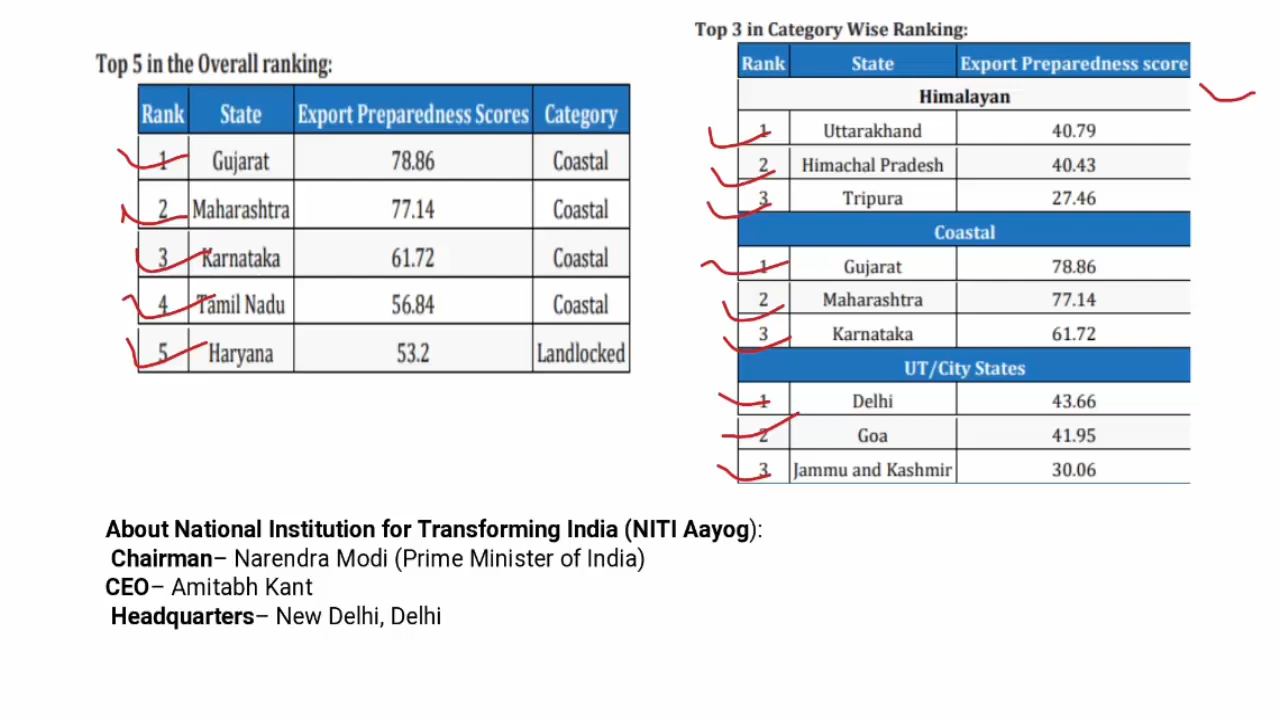 Top 5 in the Overall ranking:
Rank State Export Preparedness Scores Category
1 Gujarat 78.86 Coastal
2 Maharashtra 77.14 Coastal
3 Karnataka 61.72 Coastal
4 Tamil Nadu 56.84 Coastal
5 Haryana 53.2 Landlocked
Top 3 in Category Wise Ranking:
Rank State Export Preparedness score
Himalayan
1 Uttarakhand 40.79
2 Himachal Pradesh 40.43
3 Tripura 27.46
Coastal
1 Gujarat 78.86
2 Maharashtra 77.14
3 Karnataka 61.72
UT/City States
1 Delhi 43.66
2 Goa 41.95
3 Jammu and Kashmir 30.06
About National Institution for Transforming India (NITI Aayog):
Chairman– Narendra Modi (Prime Minister of India)
CEO– Amitabh Kant
Headquarters– New Delhi, Delhi